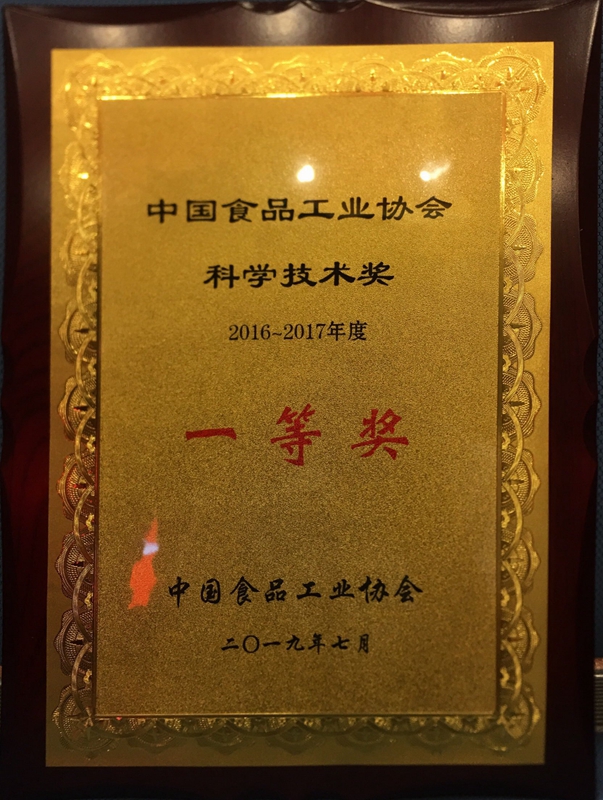 中国食品工业协会
科学技术奖
2016~2017年度
一等奖
中国食品工业协会
二〇一九年七月